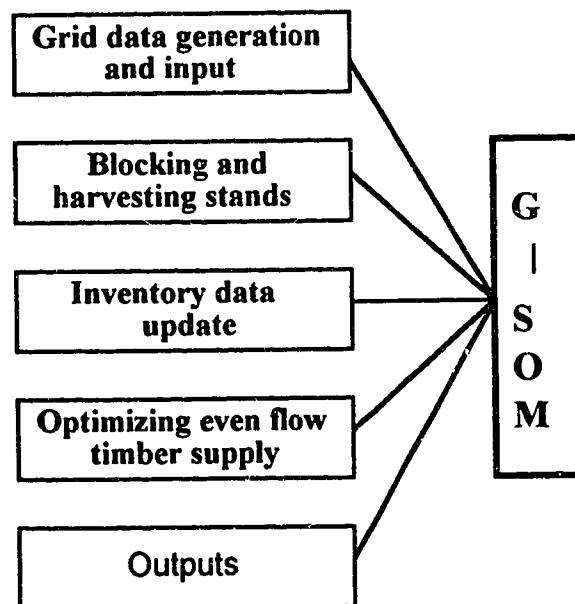 Grid data generation
and input
Blocking and
harvesting stands
Inventory data
update
Optimizing even flow
timber supply
Outputs
G
|
S
O
M